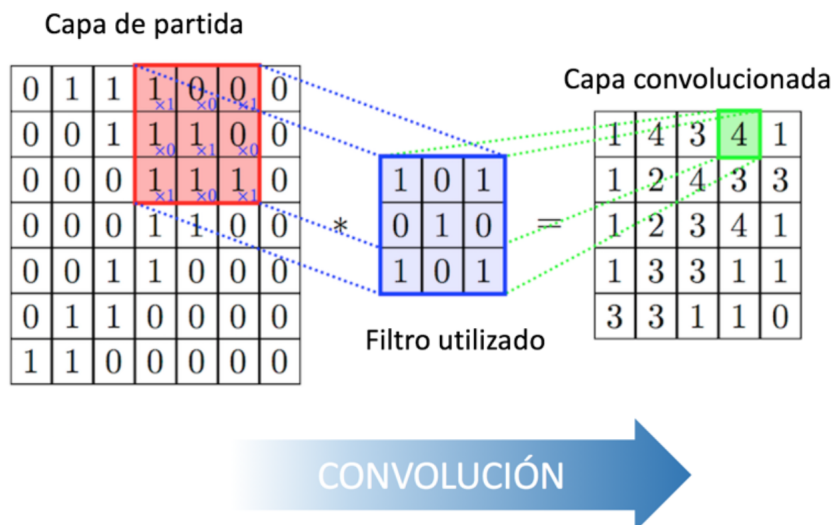 Capa de partida
Capa convolucionada
0 1 1 1 0 0 0
×1 ×0 ×1
0 0 1 1 1 0 0
×0 ×1 ×0
0 0 0 1 1 1 0
×1 ×0 ×1
0 0 0 1 1 0 0
0 0 1 1 0 0 0
0 1 1 0 0 0 0
1 1 0 0 0 0 0
*
1 0 1
0 1 0
1 0 1
Filtro utilizado
=
1 4 3 4 1
1 2 4 3 3
1 2 3 4 1
1 3 3 1 1
3 3 1 1 0
CONVOLUCIÓN